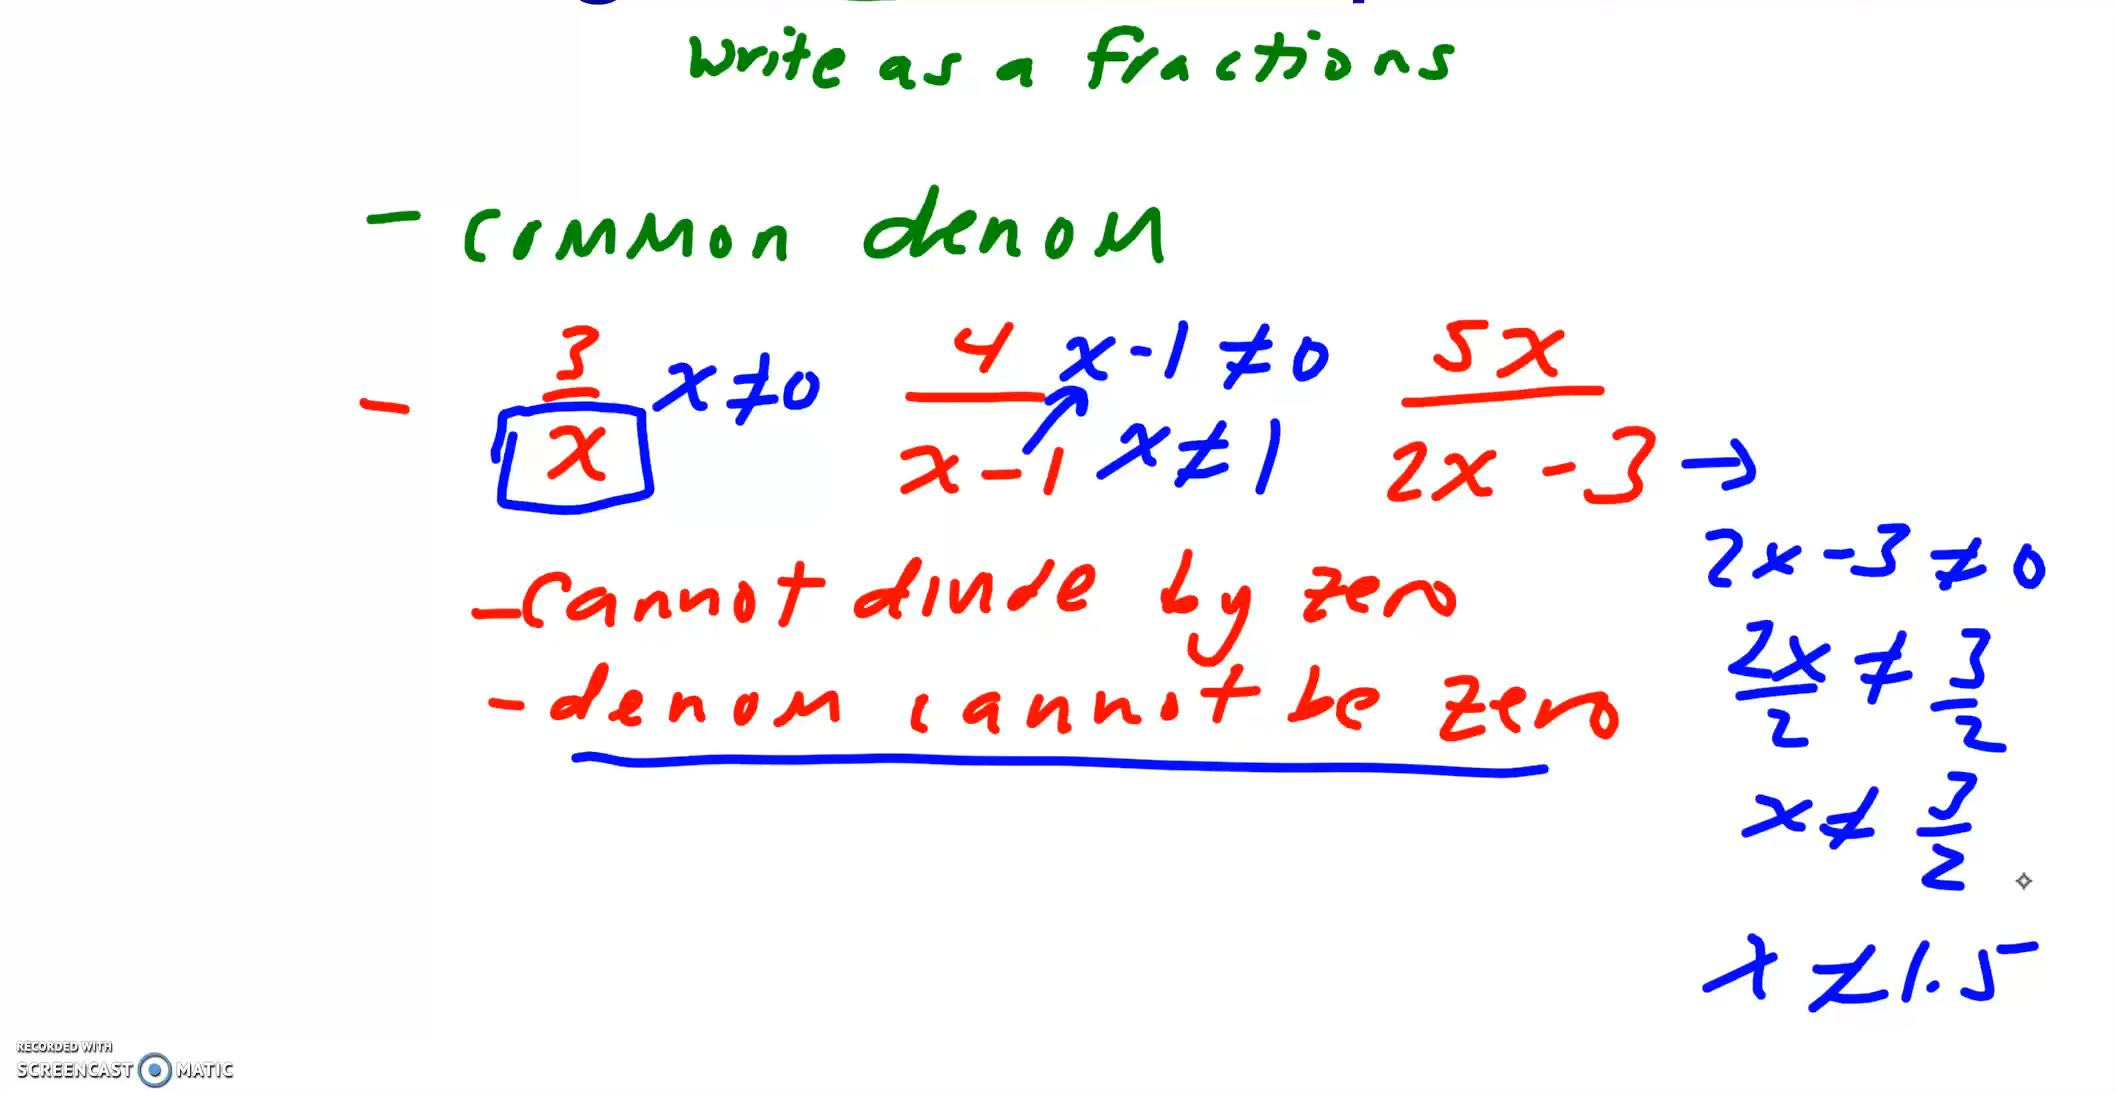 write as a fractions
- common denom
- 3/x x≠0 4/(x-1) x-1≠0 x≠1 5x/(2x-3) →
2x-3≠0
2x/2 ≠ 3/2
x≠3/2
x≠1.5
- cannot divide by zero
- denom cannot be zero
RECORDED WITH
SCREENCAST MATIC